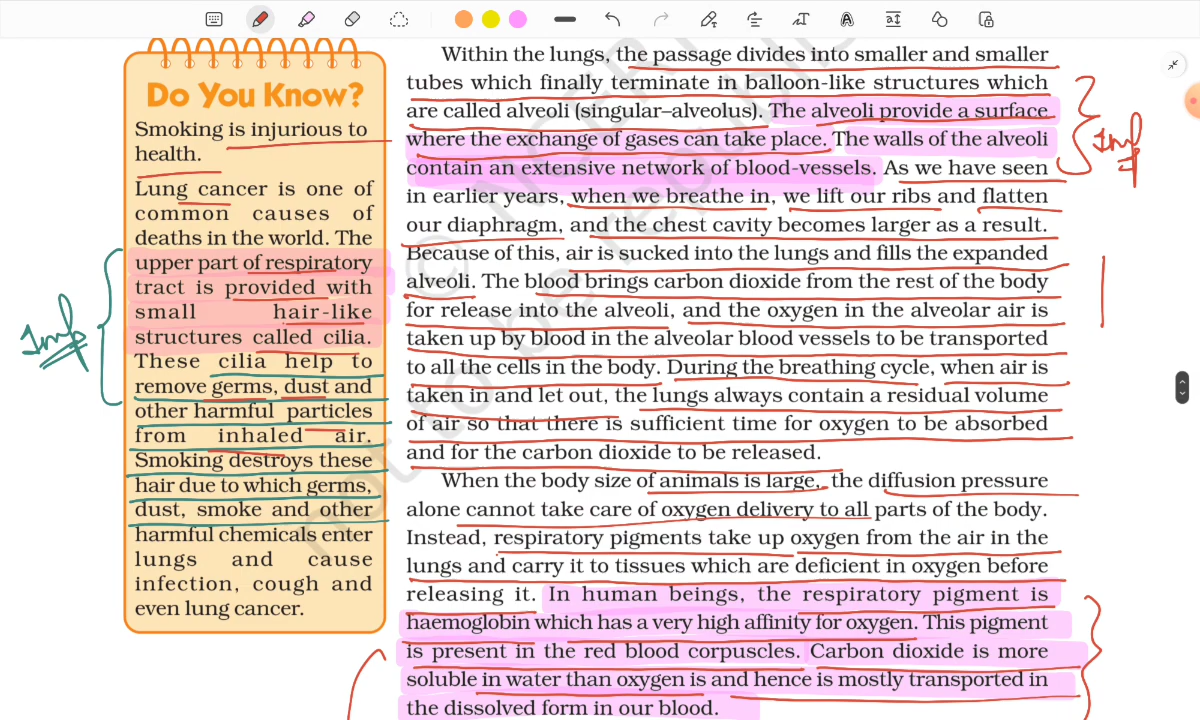 Do You Know?
Smoking is injurious to
health.
Lung cancer is one of
common causes of
deaths in the world. The
upper part of respiratory
tract is provided with
small hair-like
structures called cilia.
These cilia help to
remove germs, dust and
other harmful particles
from inhaled air.
Smoking destroys these
hair due to which germs,
dust, smoke and other
harmful chemicals enter
lungs and cause
infection, cough and
even lung cancer.
Imp
Within the lungs, the passage divides into smaller and smaller
tubes which finally terminate in balloon-like structures which
are called alveoli (singular–alveolus). The alveoli provide a surface
where the exchange of gases can take place. The walls of the alveoli
contain an extensive network of blood-vessels. As we have seen
in earlier years, when we breathe in, we lift our ribs and flatten
our diaphragm, and the chest cavity becomes larger as a result.
Because of this, air is sucked into the lungs and fills the expanded
alveoli. The blood brings carbon dioxide from the rest of the body
for release into the alveoli, and the oxygen in the alveolar air is
taken up by blood in the alveolar blood vessels to be transported
to all the cells in the body. During the breathing cycle, when air is
taken in and let out, the lungs always contain a residual volume
of air so that there is sufficient time for oxygen to be absorbed
and for the carbon dioxide to be released.
When the body size of animals is large, the diffusion pressure
alone cannot take care of oxygen delivery to all parts of the body.
Instead, respiratory pigments take up oxygen from the air in the
lungs and carry it to tissues which are deficient in oxygen before
releasing it. In human beings, the respiratory pigment is
haemoglobin which has a very high affinity for oxygen. This pigment
is present in the red blood corpuscles. Carbon dioxide is more
soluble in water than oxygen is and hence is mostly transported in
the dissolved form in our blood.
Imp
© NCERT
not to be republished